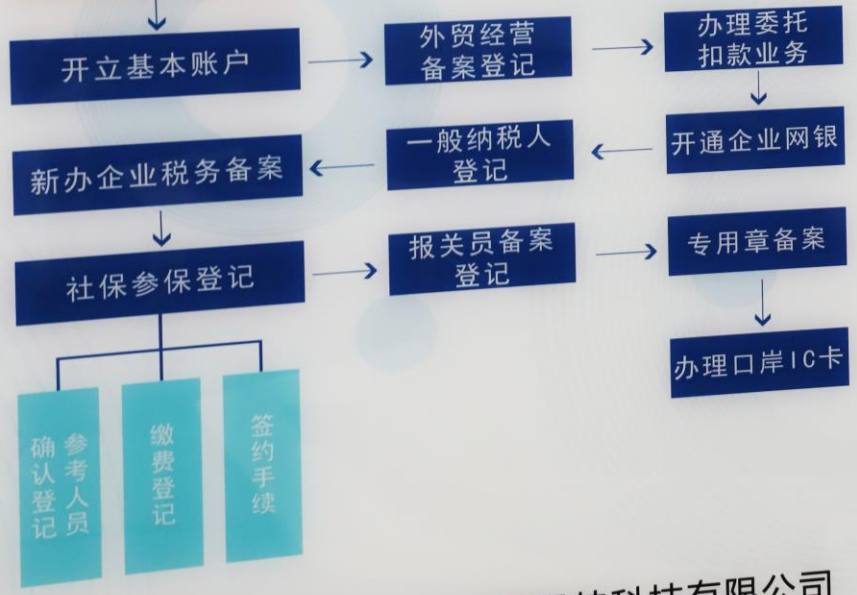 开立基本账户
外贸经营
备案登记
办理委托
扣款业务
开通企业网银
一般纳税人
登记
新办企业税务备案
社保参保登记
报关员备案
登记
专用章备案
办理口岸IC卡
参考人员
确认登记
缴费登记
签约手续
科技有限公司